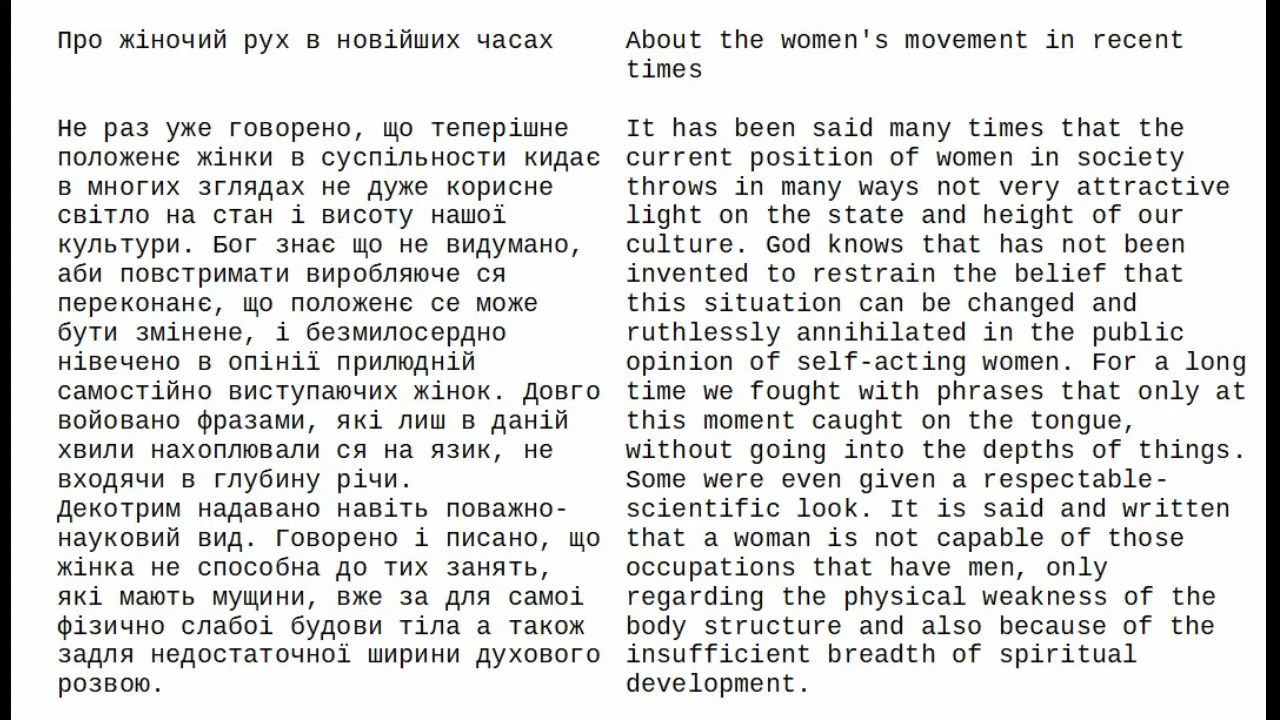 Про жіночий рух в новійших часах
Не раз уже говорено, що теперішне
положенє жінки в суспільности кидає
в многих зглядах не дуже корисне
світло на стан і висоту нашої
культури. Бог знає що не видумано,
аби повстримати виробляюче ся
переконанє, що положенє се може
бути змінене, і безмилосердно
нівечено в опінії прилюдній
самостійно виступаючих жінок. Довго
войовано фразами, які лиш в даній
хвили нахоплювали ся на язик, не
входячи в глубину річи.
Декотрим надавано навіть поважно-
науковий вид. Говорено і писано, що
жінка не способна до тих занять,
які мають мущини, вже за для самоі
фізично слабоі будови тіла а також
задля недостаточної ширини духового
розвою.
About the women's movement in recent
times
It has been said many times that the
current position of women in society
throws in many ways not very attractive
light on the state and height of our
culture. God knows that has not been
invented to restrain the belief that
this situation can be changed and
ruthlessly annihilated in the public
opinion of self-acting women. For a long
time we fought with phrases that only at
this moment caught on the tongue,
without going into the depths of things.
Some were even given a respectable-
scientific look. It is said and written
that a woman is not capable of those
occupations that have men, only
regarding the physical weakness of the
body structure and also because of the
insufficient breadth of spiritual
development.